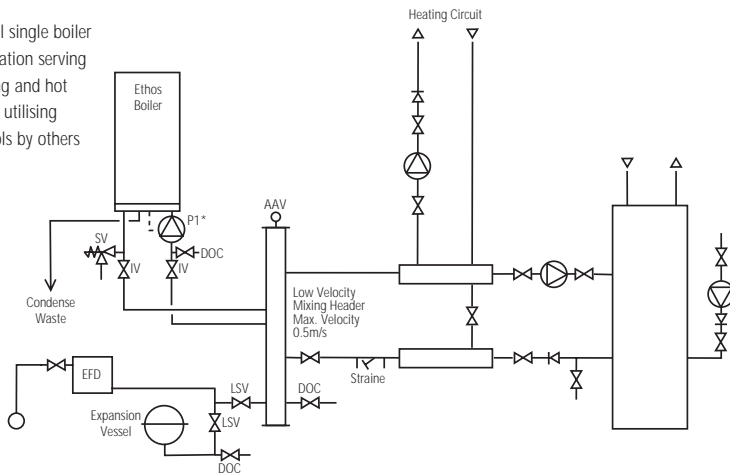 l single boiler
ation serving
g and hot
utilising
ols by others
Heating Circuit
Ethos
Boiler
P1*
AAV
SV
DOC
IV
IV
Condense
Waste
Low Velocity
Mixing Header
Max. Velocity
0.5m/s
Straine
EFD
LSV
DOC
Expansion
Vessel
LSV
DOC